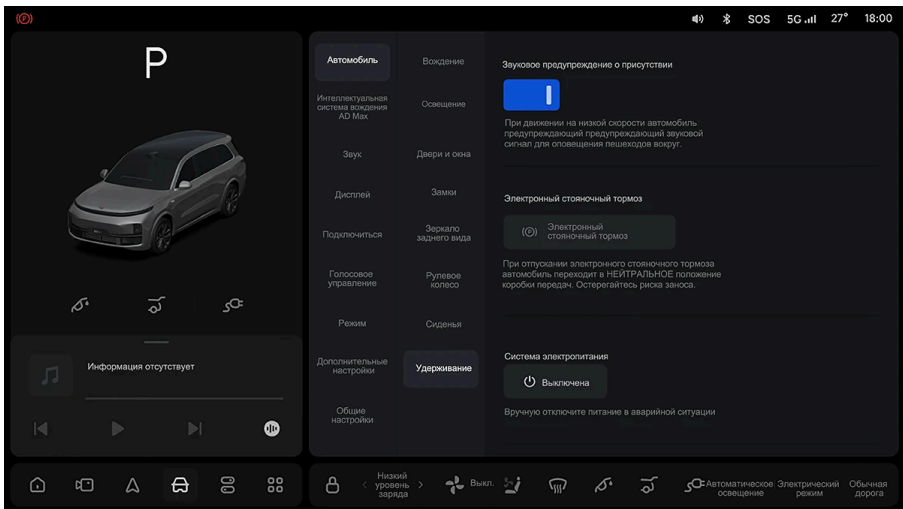 (P)
SOS
5G
27°
18:00
P
Информация отсутствует
Автомобиль
Интеллектуальная
система вождения
AD Max
Звук
Дисплей
Подключиться
Голосовое
управление
Режим
Дополнительные
настройки
Общие
настройки
Вождение
Освещение
Двери и окна
Замки
Зеркало
заднего вида
Рулевое
колесо
Сиденья
Удерживание
Звуковое предупреждение о присутствии
При движении на низкой скорости автомобиль
предупреждающий предупреждающий звуковой
сигнал для оповещения пешеходов вокруг.
Электронный стояночный тормоз
(P) Электронный
стояночный тормоз
При отпускании электронного стояночного тормоза
автомобиль переходит в НЕЙТРАЛЬНОЕ положение
коробки передач. Остерегайтесь риска заноса.
Система электропитания
Выключена
Вручную отключите питание в аварийной ситуации
Низкий
уровень
заряда
Выкл.
Автоматическое
освещение
Электрический
режим
Обычная
дорога